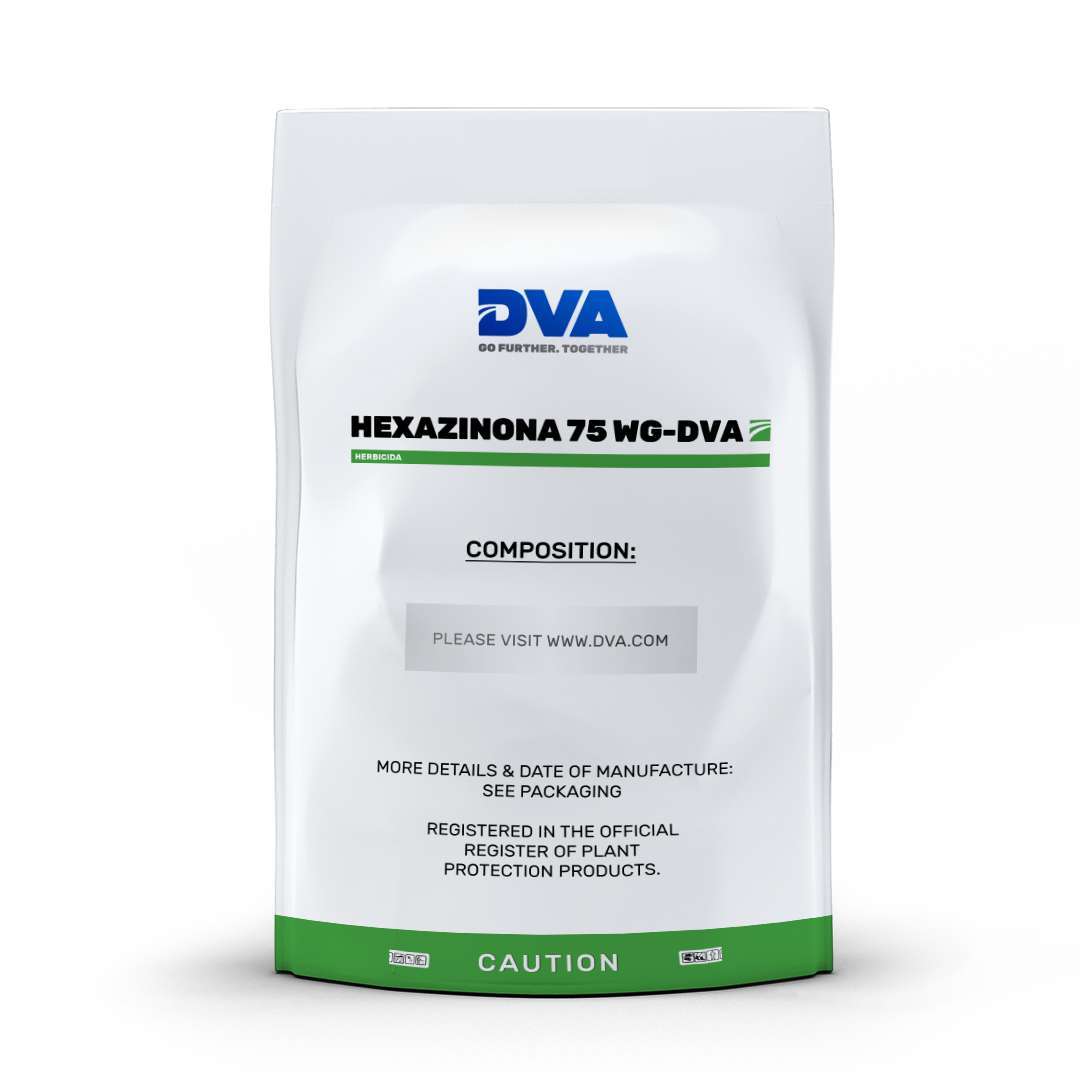 DVA
GO FURTHER. TOGETHER
HEXAZINONA 75 WG-DVA
HERBICIDA
COMPOSITION:
PLEASE VISIT WWW.DVA.COM
MORE DETAILS & DATE OF MANUFACTURE:
SEE PACKAGING
REGISTERED IN THE OFFICIAL
REGISTER OF PLANT
PROTECTION PRODUCTS.
CAUTION